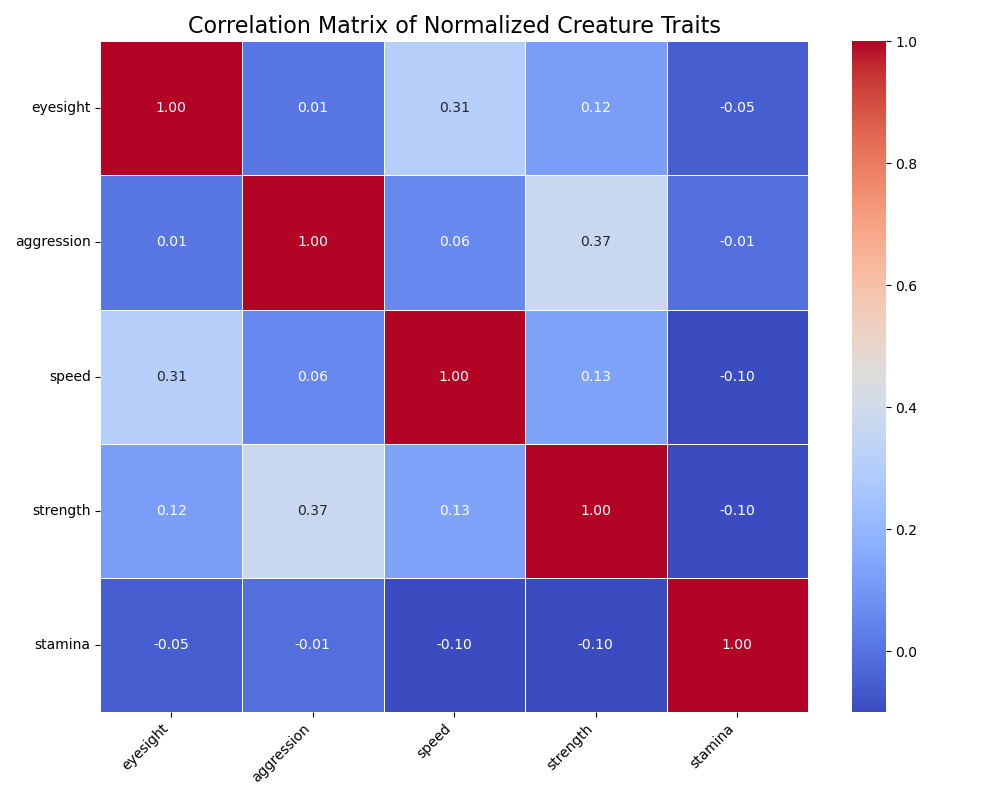 Correlation Matrix of Normalized Creature Traits
eyesight 1.00 0.01 0.31 0.12 -0.05
aggression 0.01 1.00 0.06 0.37 -0.01
speed 0.31 0.06 1.00 0.13 -0.10
strength 0.12 0.37 0.13 1.00 -0.10
stamina -0.05 -0.01 -0.10 -0.10 1.00
eyesight aggression speed strength stamina
1.0
0.8
0.6
0.4
0.2
0.0